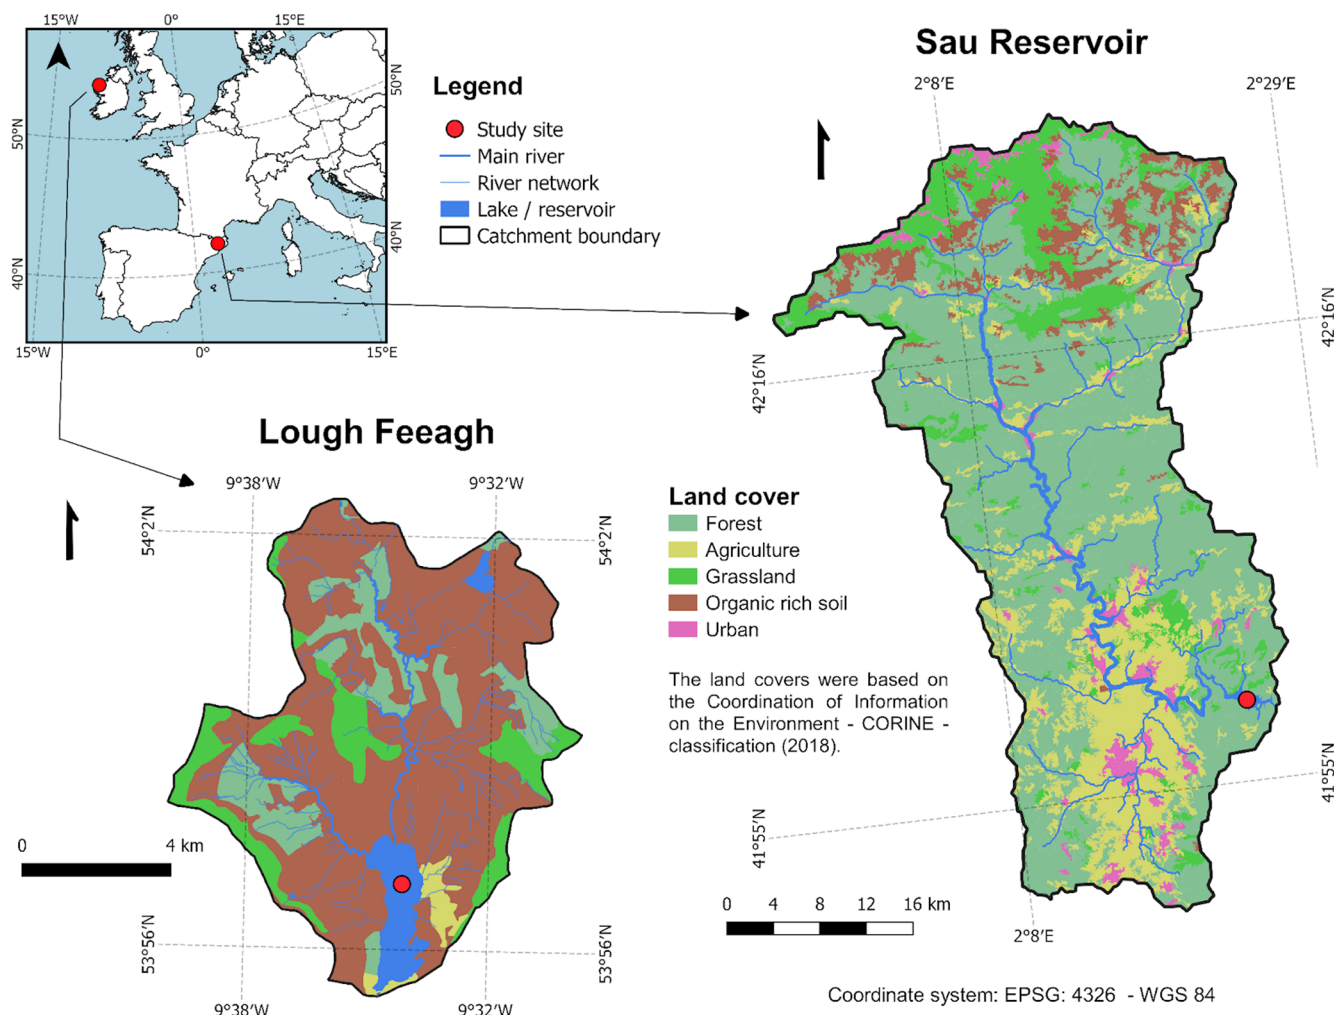 15°W 0° 15°E
50°N
50°N
40°N
40°N
15°W 0° 15°E
Legend
Study site
Main river
River network
Lake / reservoir
Catchment boundary
Sau Reservoir
2°8'E 2°29'E
42°16'N
42°16'N
41°55'N
41°55'N
2°8'E
0 4 8 12 16 km
Lough Feeagh
9°38'W 9°32'W
54°2'N
54°2'N
0 4 km
53°56'N
53°56'N
9°38'W 9°32'W
Land cover
Forest
Agriculture
Grassland
Organic rich soil
Urban
The land covers were based on
the Coordination of Information
on the Environment - CORINE -
classification (2018).
Coordinate system: EPSG: 4326 - WGS 84